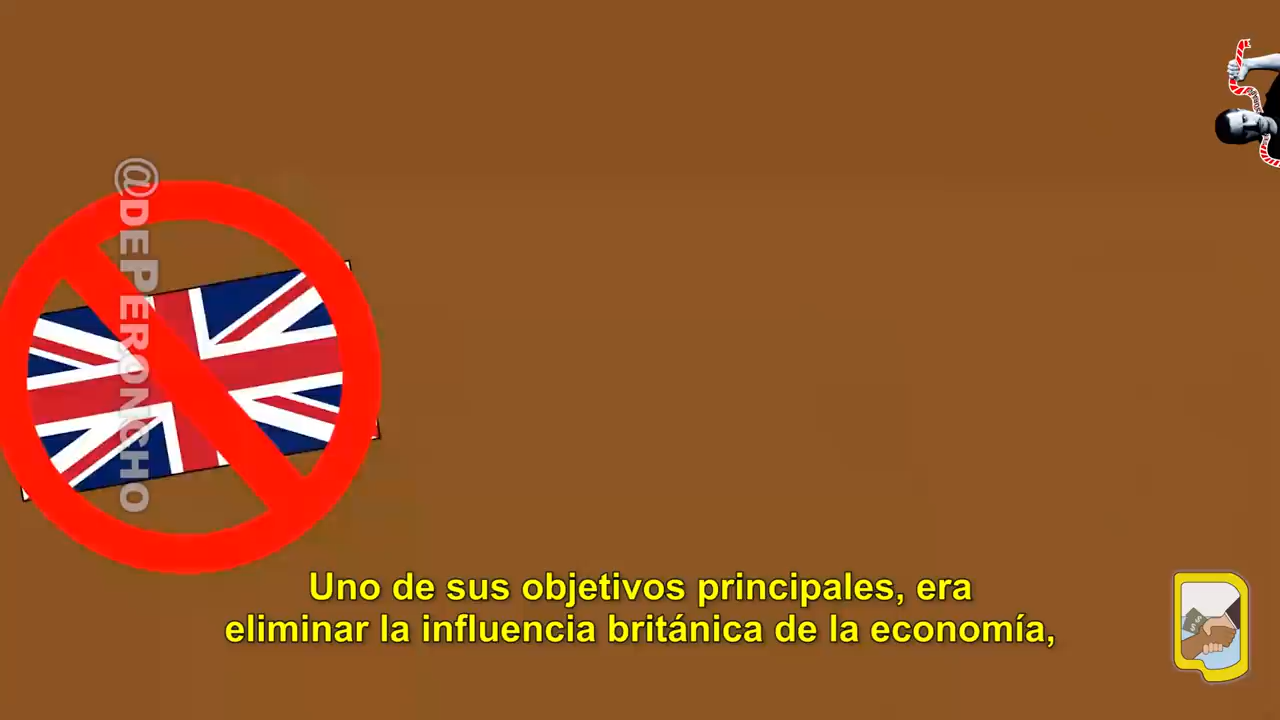 @DEPERONCHO
Uno de sus objetivos principales, era
eliminar la influencia británica de la economía,